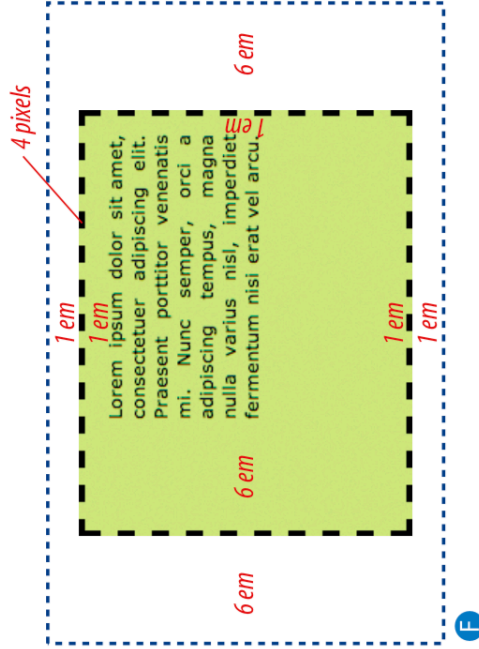 4 pixels
1 em
1 em
Lorem ipsum dolor sit amet,
consectetuer adipiscing elit.
Praesent porttitor venenatis
mi. Nunc semper, orci a
adipiscing tempus, magna
nulla varius nisl, imperdiet
fermentum nisi erat vel arcu.
6 em
6 em
1 em
6 em
1 em
1 em
F